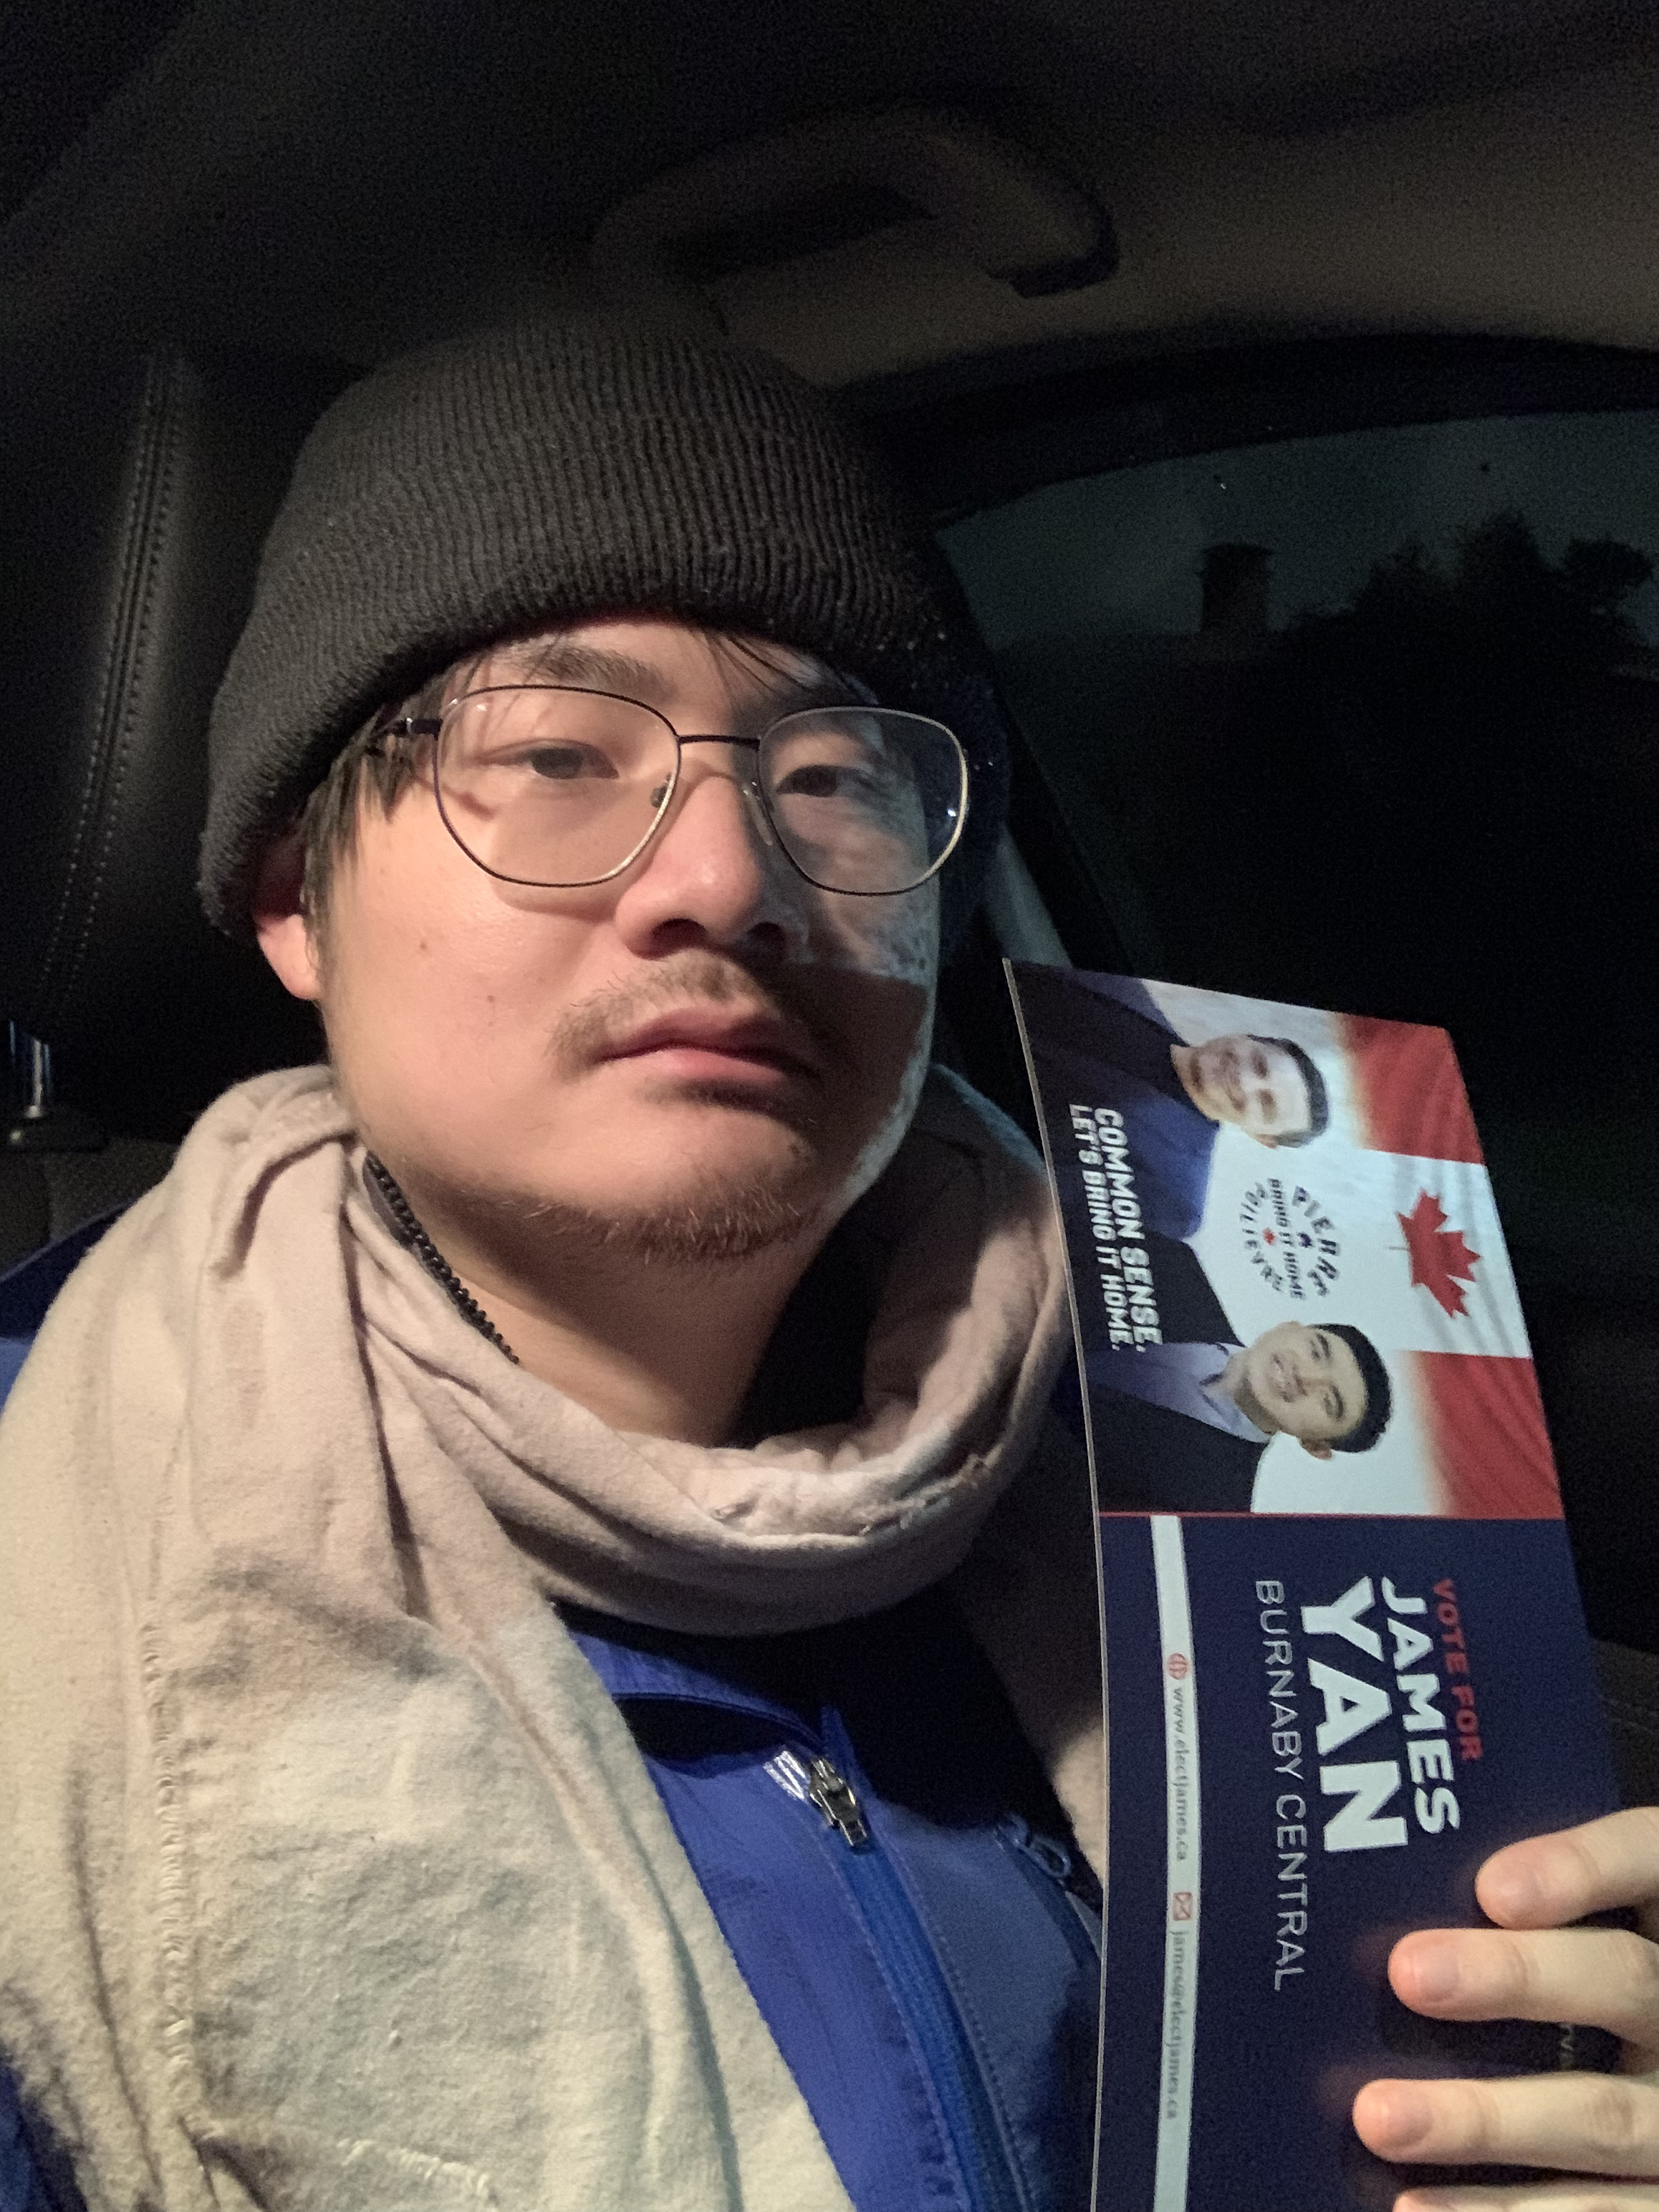 PIERRE
BRING IT HOME
POILIEVRE
COMMON SENSE.
LET'S BRING IT HOME.
VOTE FOR
JAMES
YAN
BURNABY CENTRAL
www.electjames.ca
james@electjames.ca